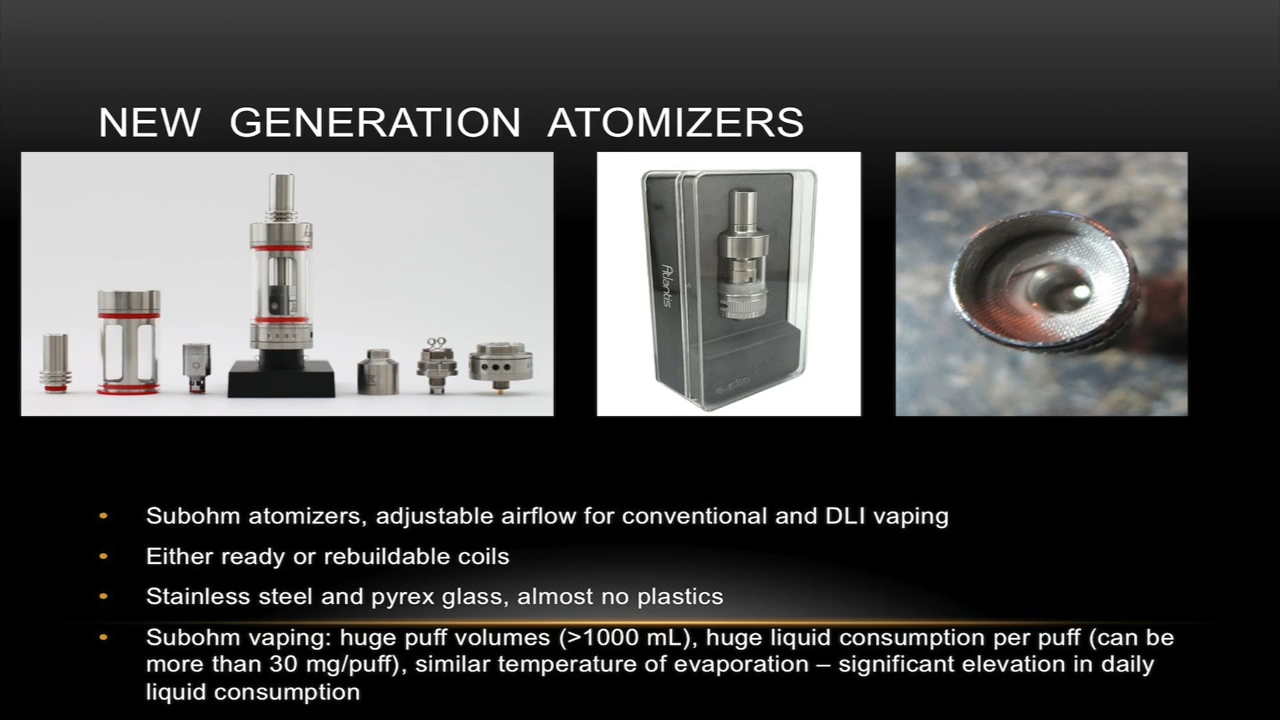 NEW GENERATION ATOMIZERS
Atlantis
• Subohm atomizers, adjustable airflow for conventional and DLI vaping
• Either ready or rebuildable coils
• Stainless steel and pyrex glass, almost no plastics
• Subohm vaping: huge puff volumes (>1000 mL), huge liquid consumption per puff (can be
more than 30 mg/puff), similar temperature of evaporation – significant elevation in daily
liquid consumption